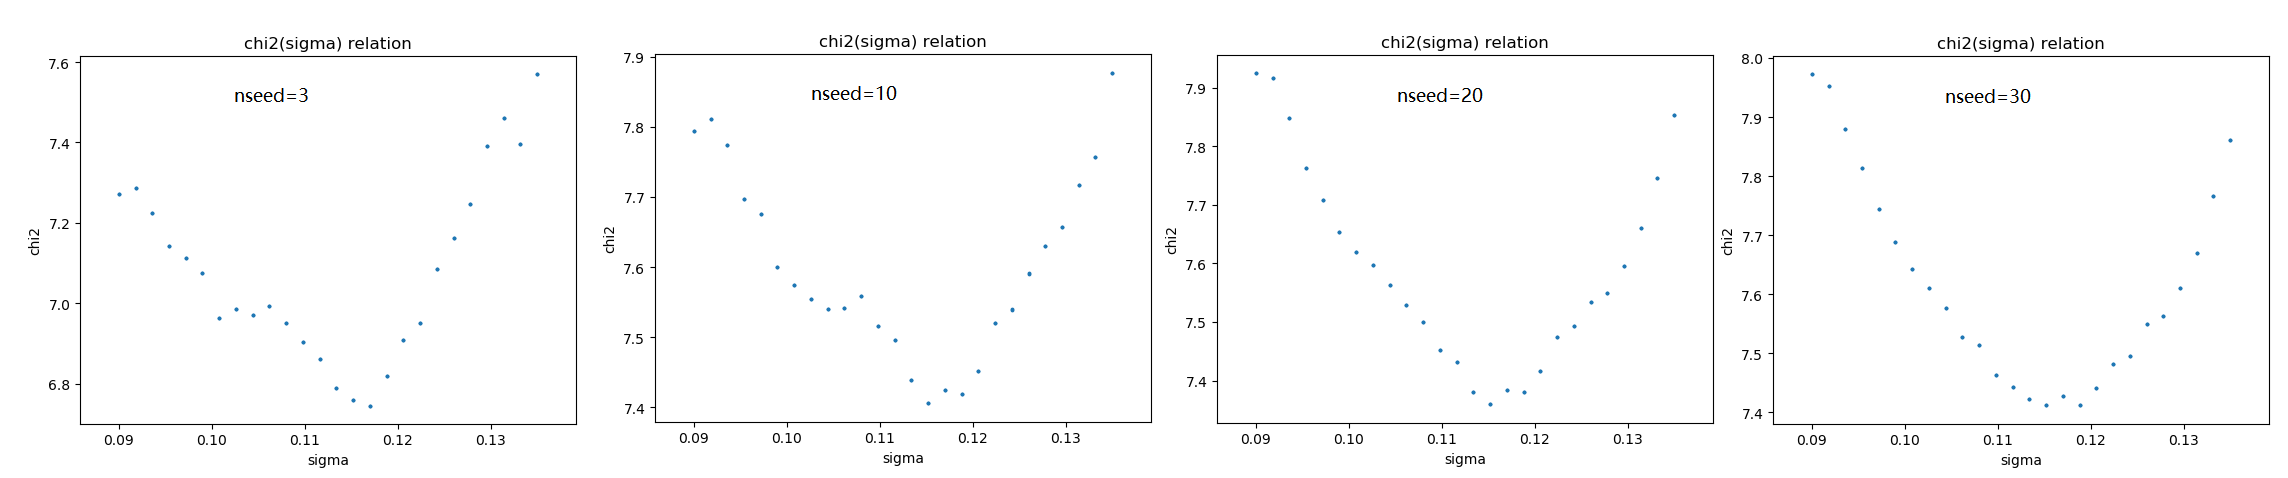 chi2(sigma) relation
nseed=3
7.6
7.4
7.2
7.0
6.8
chi2
0.09 0.10 0.11 0.12 0.13
sigma
chi2(sigma) relation
nseed=10
7.9
7.8
7.7
7.6
7.5
7.4
chi2
0.09 0.10 0.11 0.12 0.13
sigma
chi2(sigma) relation
nseed=20
7.9
7.8
7.7
7.6
7.5
7.4
chi2
0.09 0.10 0.11 0.12 0.13
sigma
chi2(sigma) relation
nseed=30
8.0
7.9
7.8
7.7
7.6
7.5
7.4
chi2
0.09 0.10 0.11 0.12 0.13
sigma